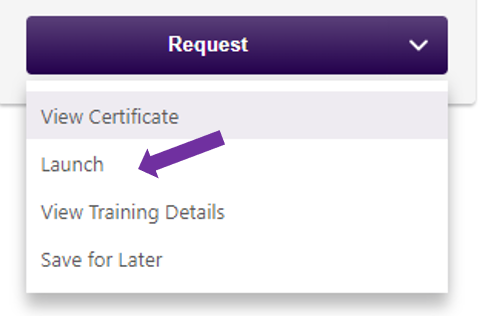 Request
View Certificate
Launch
View Training Details
Save for Later